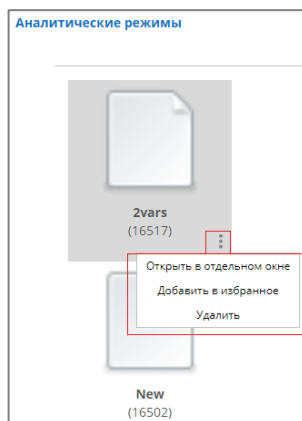 Аналитические режимы
2vars
(16517)
Открыть в отдельном окне
Добавить в избранное
Удалить
New
(16502)